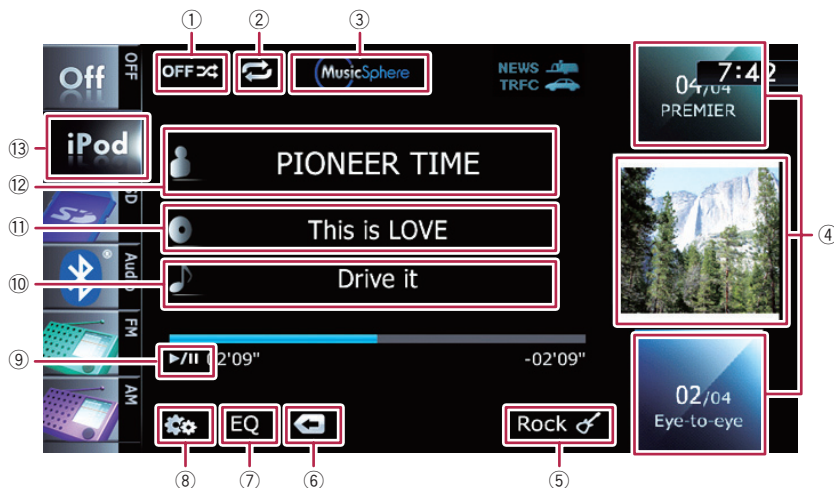 ① ② ③
Off OFF
OFF
MusicSphere
NEWS
TRFC
7:42
04/04
PREMIER
⑬ iPod
⑫ PIONEER TIME
④
SD
⑪ This is LOVE
Audio
⑩ Drive it
FM
⑨ ►/II 02'09" -02'09"
AM
02/04
Eye-to-eye
EQ
Rock
⑧ ⑦ ⑥ ⑤